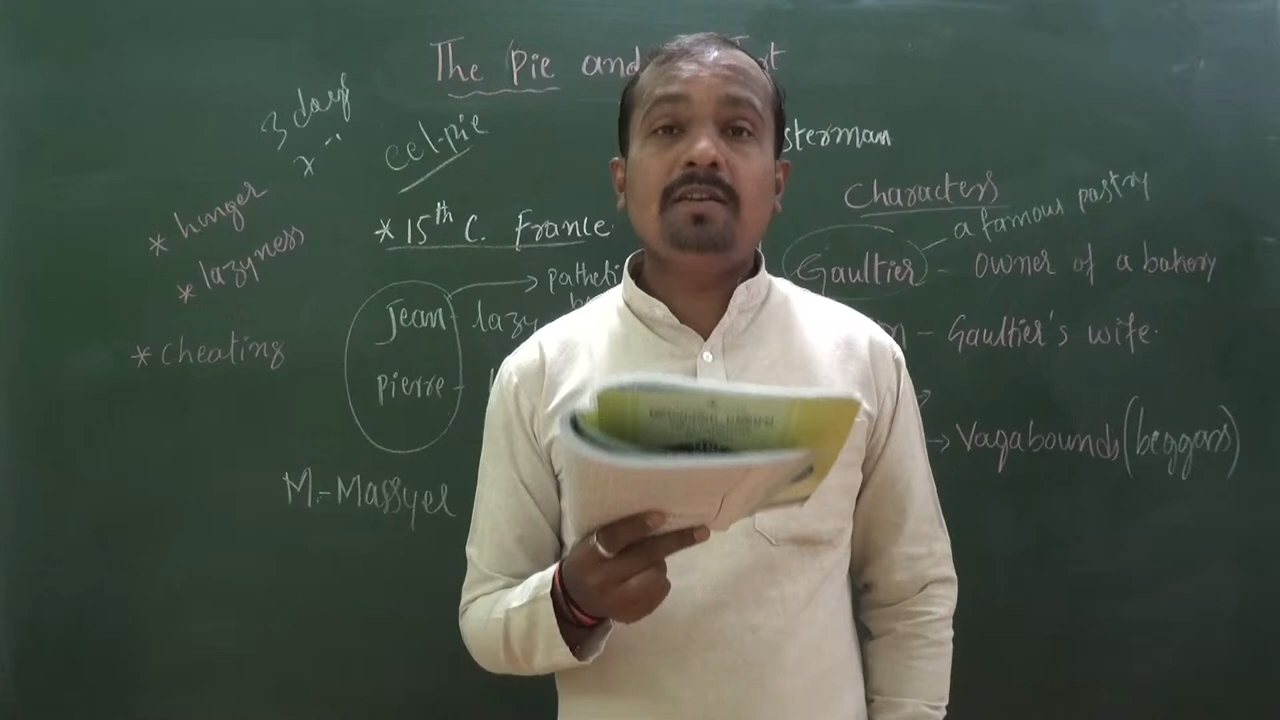 The Pie and
3 days
eel-pie
sterman
Characters
a famous pastry
* hunger
* 15th C. France
Gaultier - owner of a bakery
* lazyness
Jean - lazy
n - Gaultier's wife.
* cheating
pierre -
→ Vagabounds (beggars)
M.-Massyel